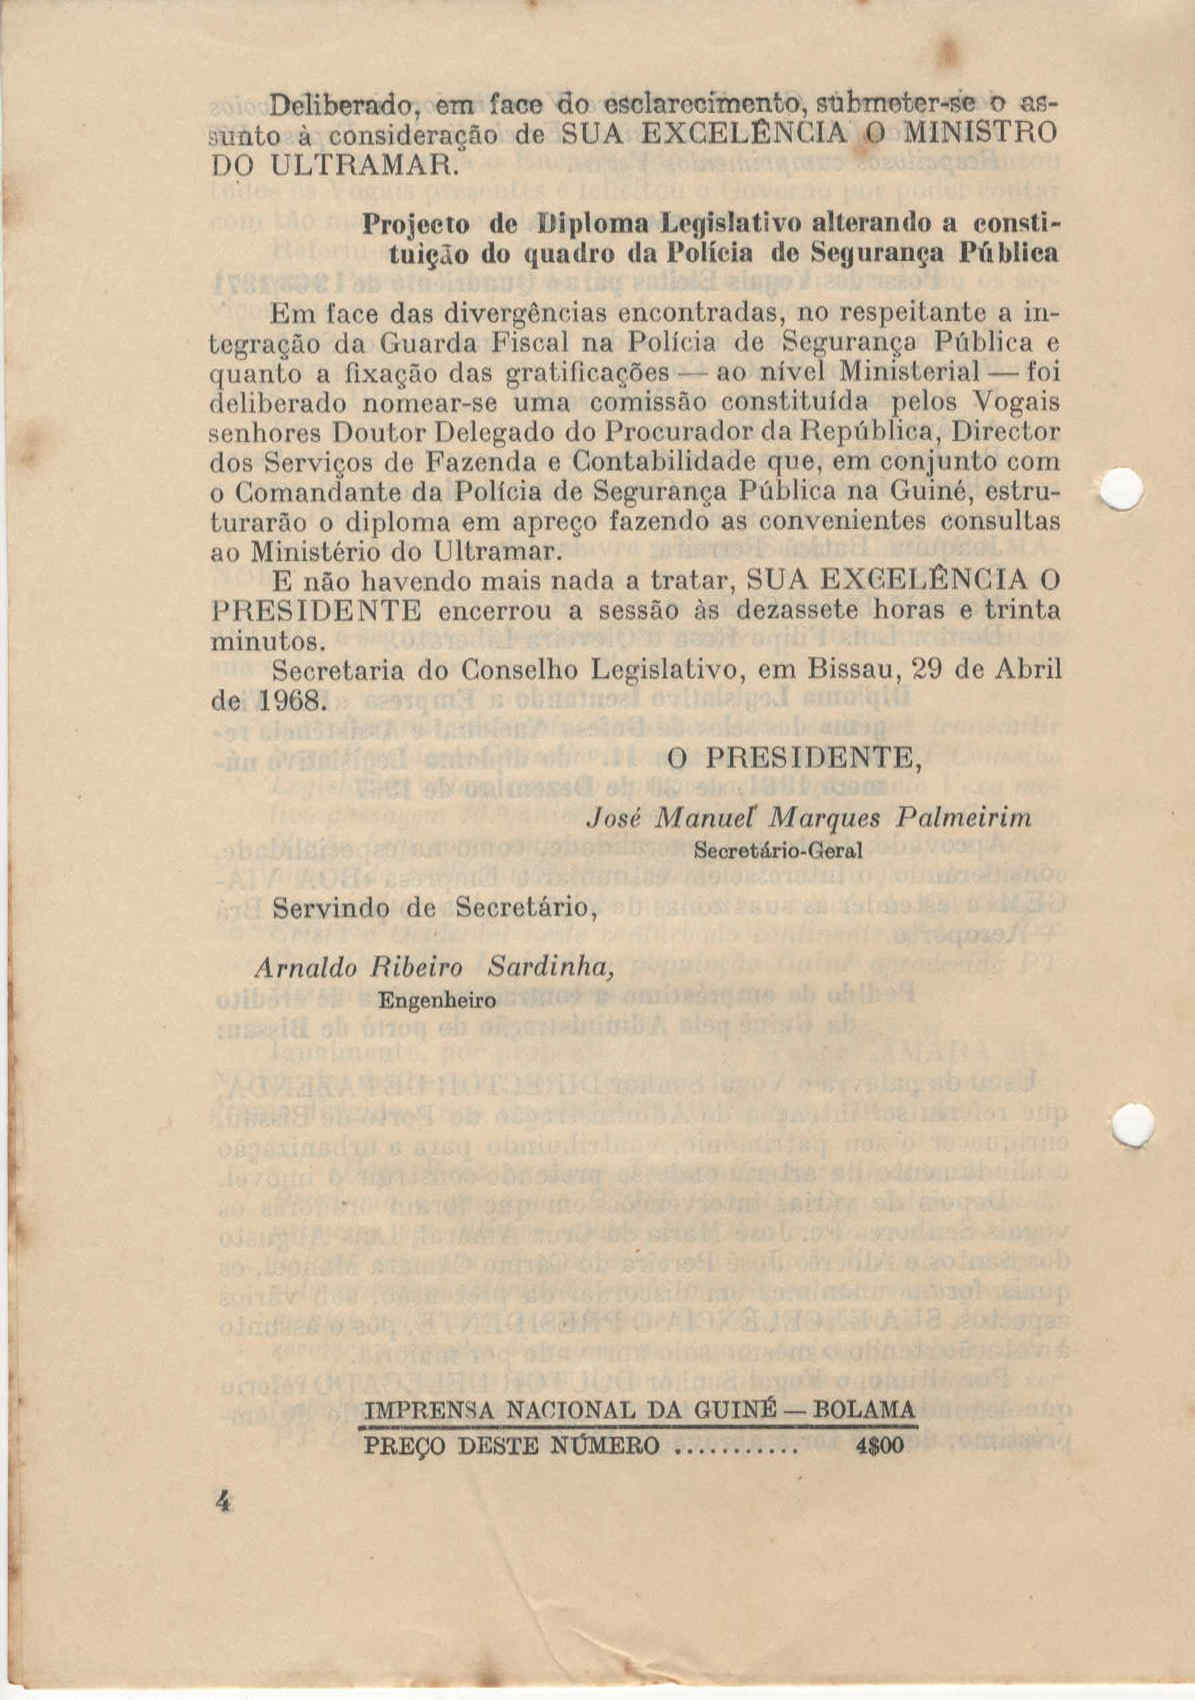 Deliberado, em face do esclarecimento, submeter-se o as-
sunto à consideração de SUA EXCELÊNCIA O MINISTRO
DO ULTRAMAR.
Projecto de Diploma Legislativo alterando a consti-
tuição do quadro da Polícia de Segurança Pública
Em face das divergências encontradas, no respeitante a in-
tegração da Guarda Fiscal na Polícia de Segurança Pública e
quanto a fixação das gratificações — ao nível Ministerial — foi
deliberado nomear-se uma comissão constituída pelos Vogais
senhores Doutor Delegado do Procurador da República, Director
dos Serviços de Fazenda e Contabilidade que, em conjunto com
o Comandante da Polícia de Segurança Pública na Guiné, estru-
turarão o diploma em apreço fazendo as convenientes consultas
ao Ministério do Ultramar.
E não havendo mais nada a tratar, SUA EXCELÊNCIA O
PRESIDENTE encerrou a sessão às dezassete horas e trinta
minutos.
Secretaria do Conselho Legislativo, em Bissau, 29 de Abril
de 1968.
O PRESIDENTE,
José Manuel Marques Palmeirim
Secretário-Geral
Servindo de Secretário,
Arnaldo Ribeiro Sardinha,
Engenheiro
IMPRENSA NACIONAL DA GUINÉ — BOLAMA
PREÇO DESTE NÚMERO ........... 4$00
4